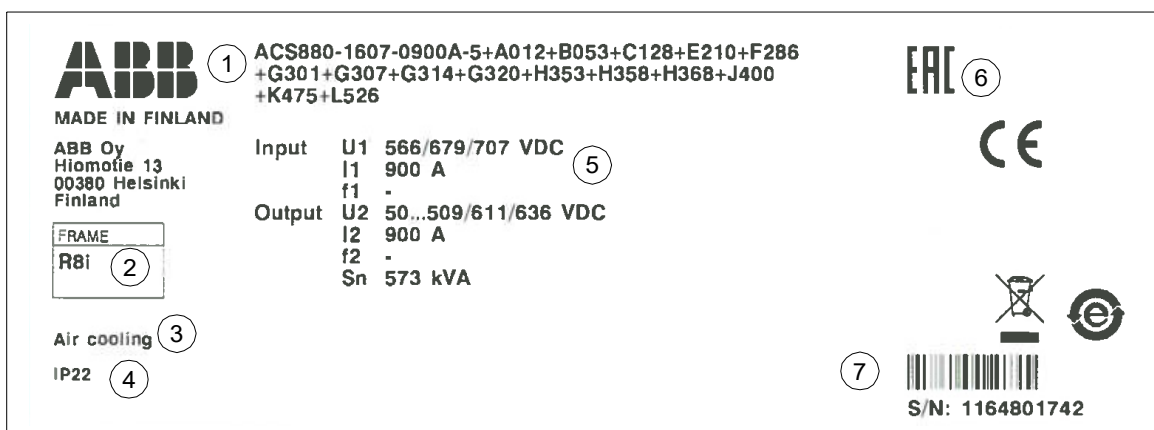 ABB
MADE IN FINLAND
ABB Oy
Hiomotie 13
00380 Helsinki
Finland
FRAME
R8i
2
Air cooling
3
IP22
4
1
ACS880-1607-0900A-5+A012+B053+C128+E210+F286
+G301+G307+G314+G320+H353+H358+H368+J400
+K475+L526
Input U1 566/679/707 VDC
I1 900 A
f1 -
5
Output U2 50...509/611/636 VDC
I2 900 A
f2 -
Sn 573 kVA
EAC
6
CE
e
7
S/N: 1164801742